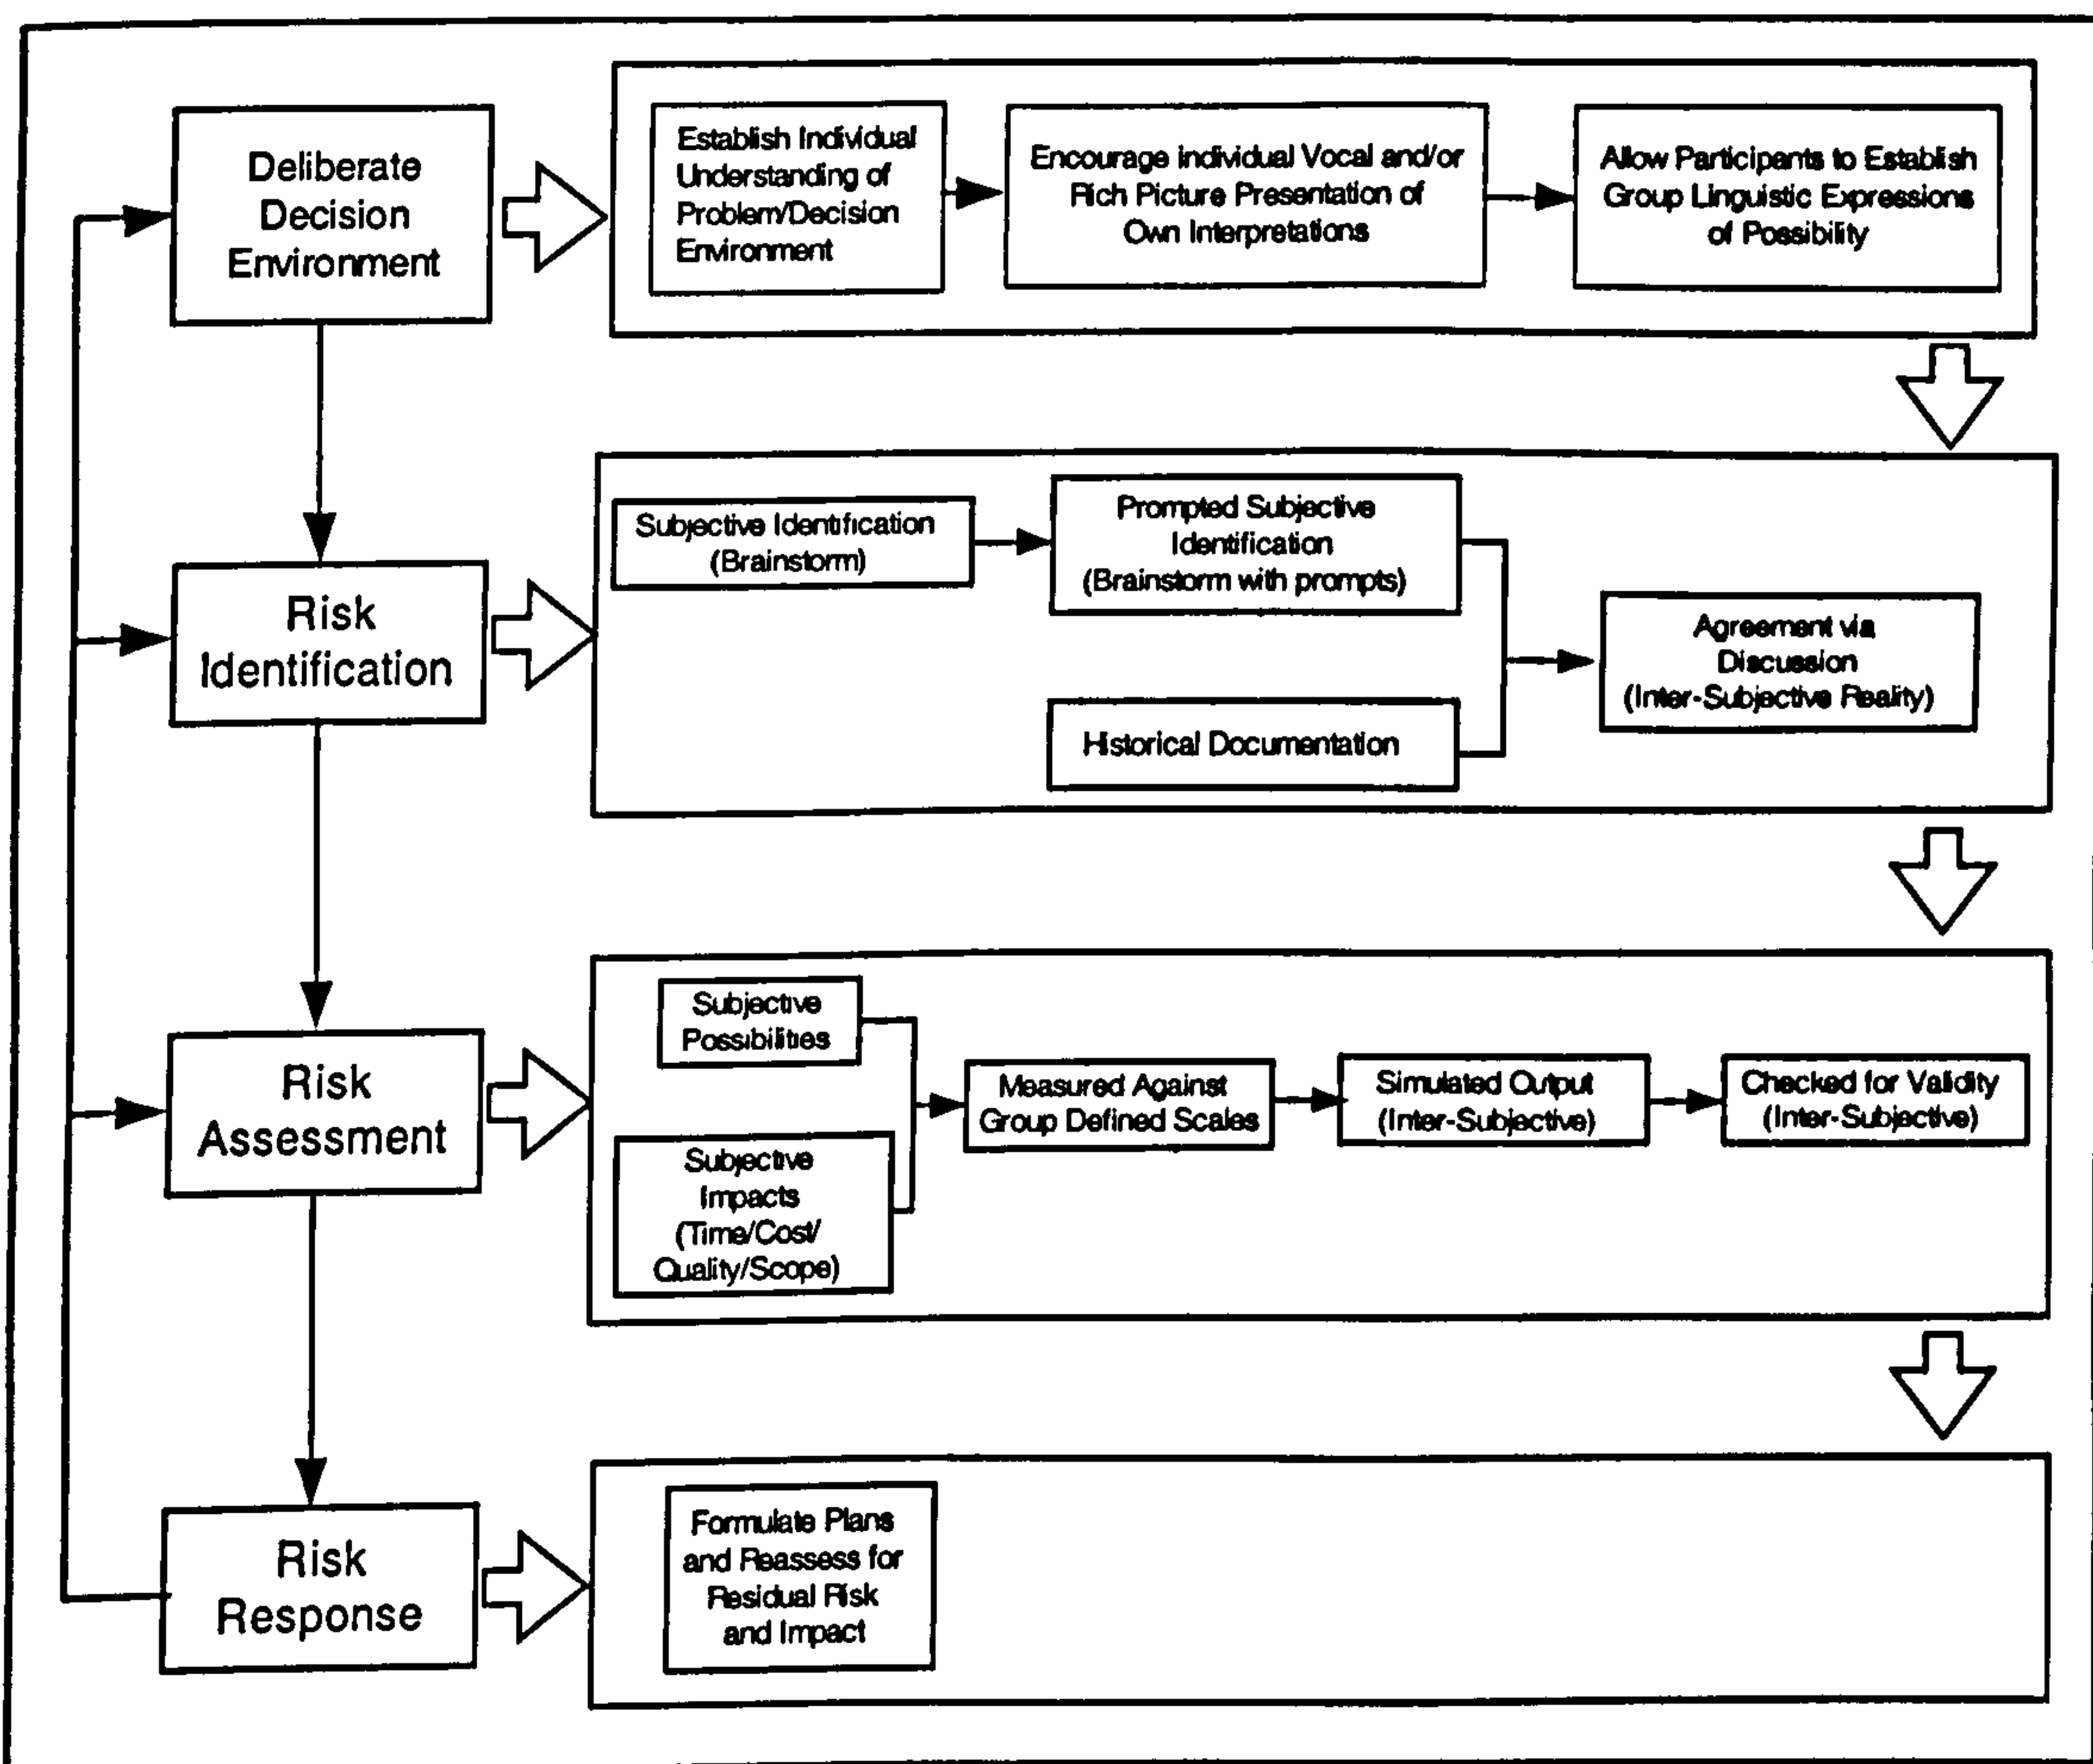 Deliberate
Decision
Environment
Establish Individual
Understanding of
Problem/Decision
Environment
Encourage individual Vocal and/or
Rich Picture Presentation of
Own Interpretations
Allow Participants to Establish
Group Linguistic Expressions
of Possibility
Risk
Identification
Subjective Identification
(Brainstorm)
Prompted Subjective
Identification
(Brainstorm with prompts)
Historical Documentation
Agreement via
Discussion
(Inter-Subjective Reality)
Risk
Assessment
Subjective
Possibilities
Subjective
Impacts
(Time/Cost/
Quality/Scope)
Measured Against
Group Defined Scales
Simulated Output
(Inter-Subjective)
Checked for Validity
(Inter-Subjective)
Risk
Response
Formulate Plans
and Reassess for
Residual Risk
and Impact